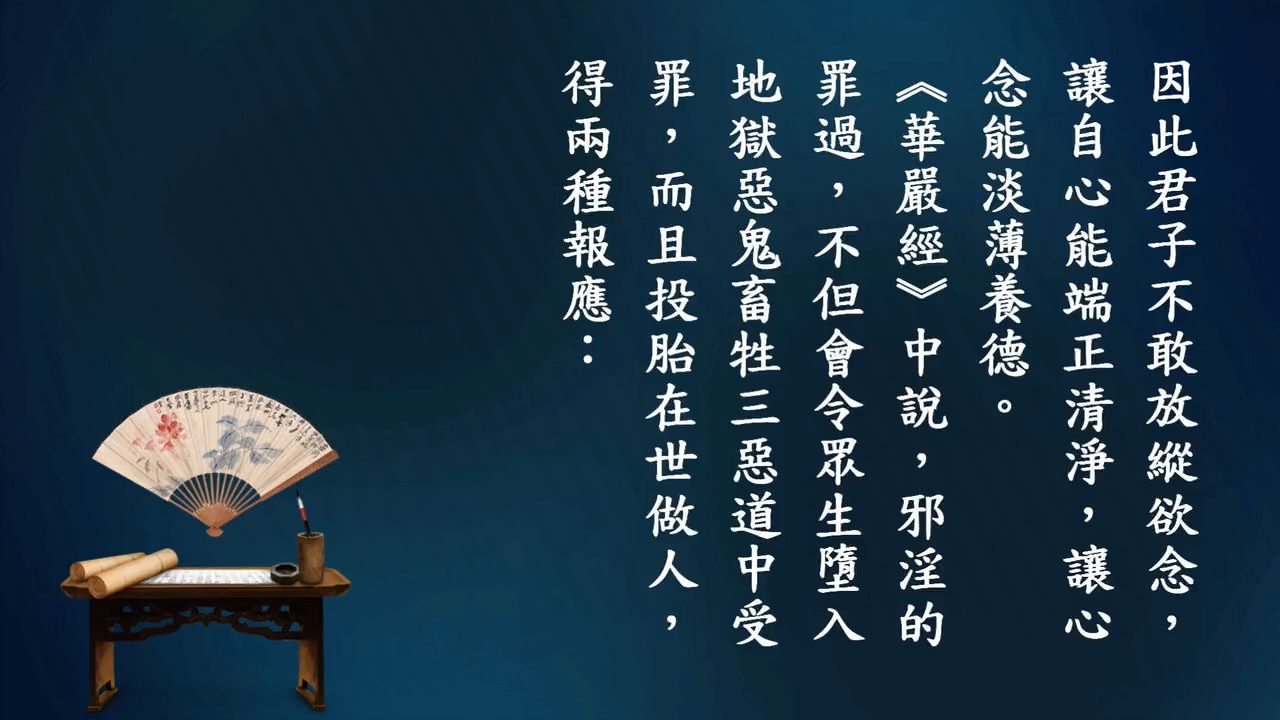 因此君子不敢放縱欲念，
讓自心能端正清淨，讓心
念能淡薄養德。
《華嚴經》中說，邪淫的
罪過，不但會令眾生墮入
地獄惡鬼畜牲三惡道中受
罪，而且投胎在世做人，
得兩種報應：